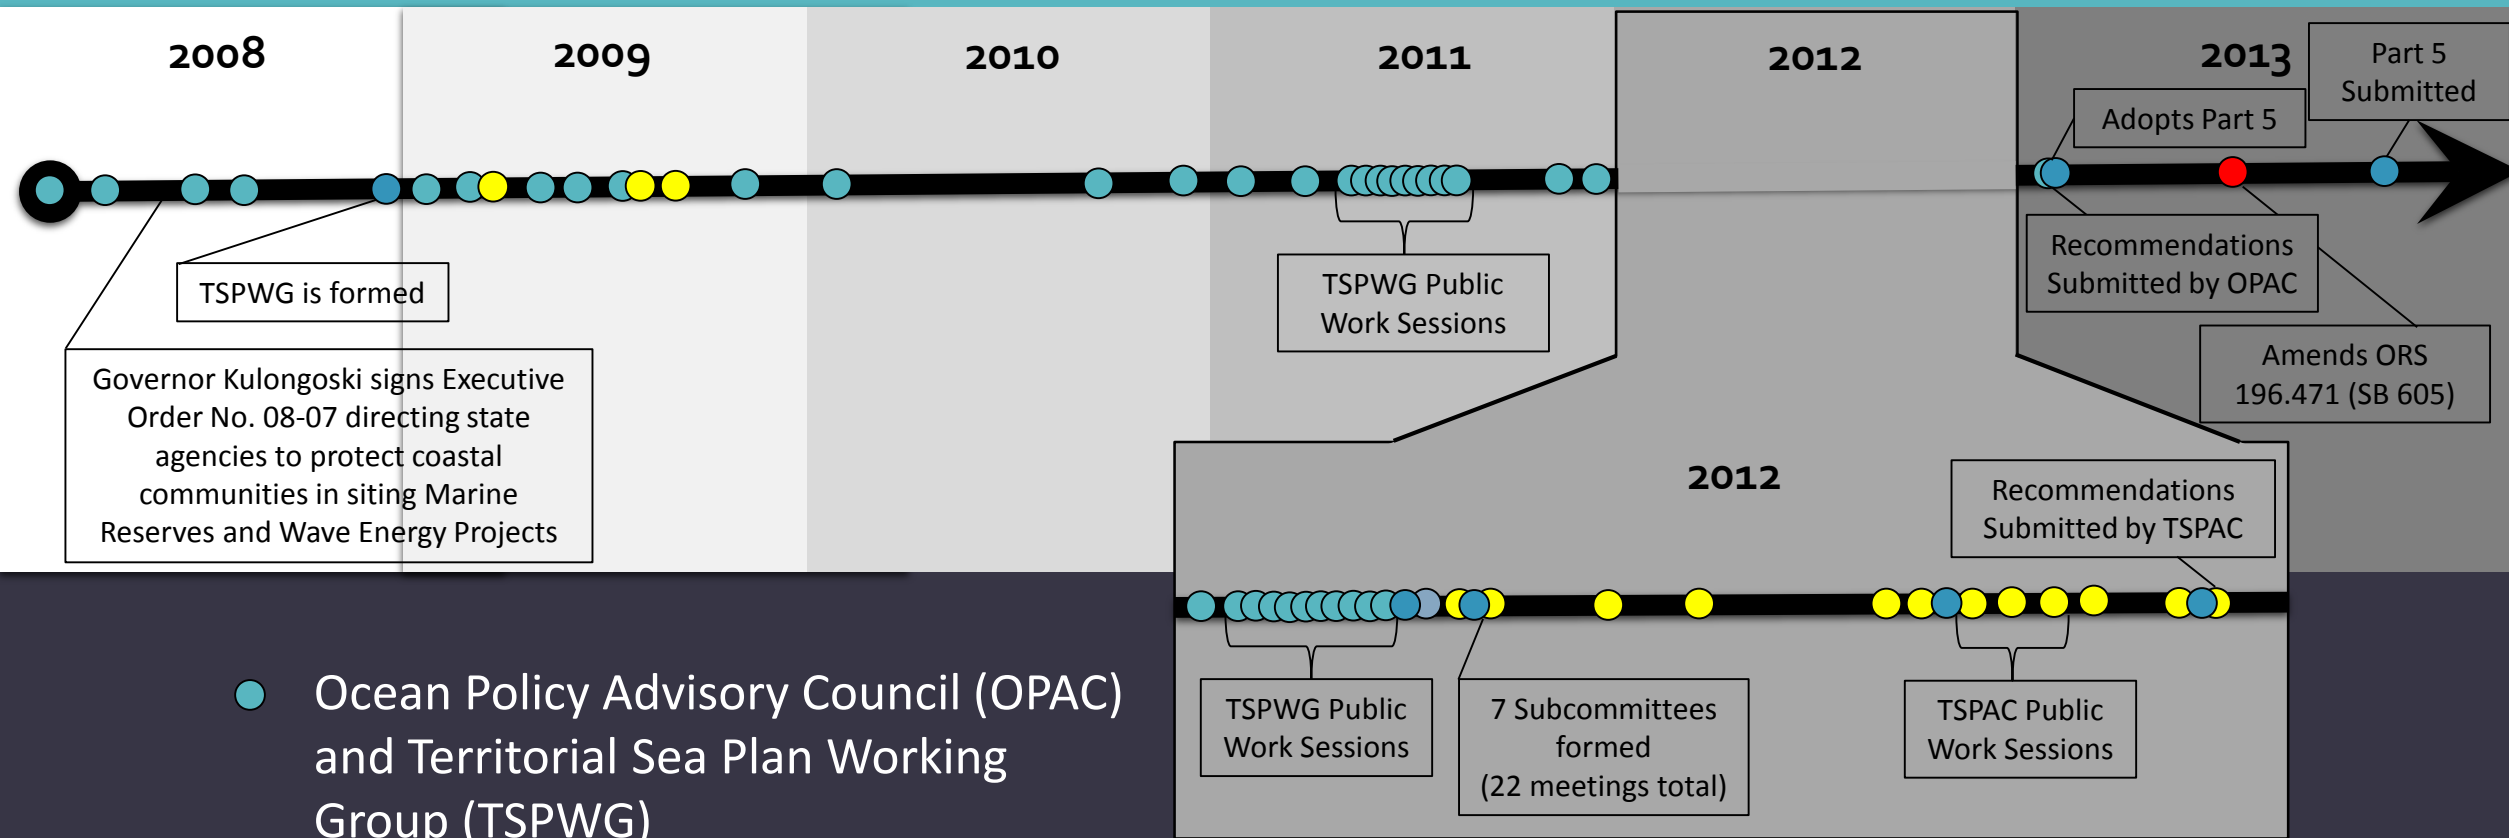 2008
2009
2010
2011
2012
2013
Part 5
Submitted
Adopts Part 5
TSPWG is formed
TSPWG Public
Work Sessions
Recommendations
Submitted by OPAC
Amends ORS
196.471 (SB 605)
Governor Kulongoski signs Executive
Order No. 08-07 directing state
agencies to protect coastal
communities in siting Marine
Reserves and Wave Energy Projects
2012
Recommendations
Submitted by TSPAC
TSPWG Public
Work Sessions
7 Subcommittees
formed
(22 meetings total)
TSPAC Public
Work Sessions
Ocean Policy Advisory Council (OPAC)
and Territorial Sea Plan Working
Group (TSPWG)